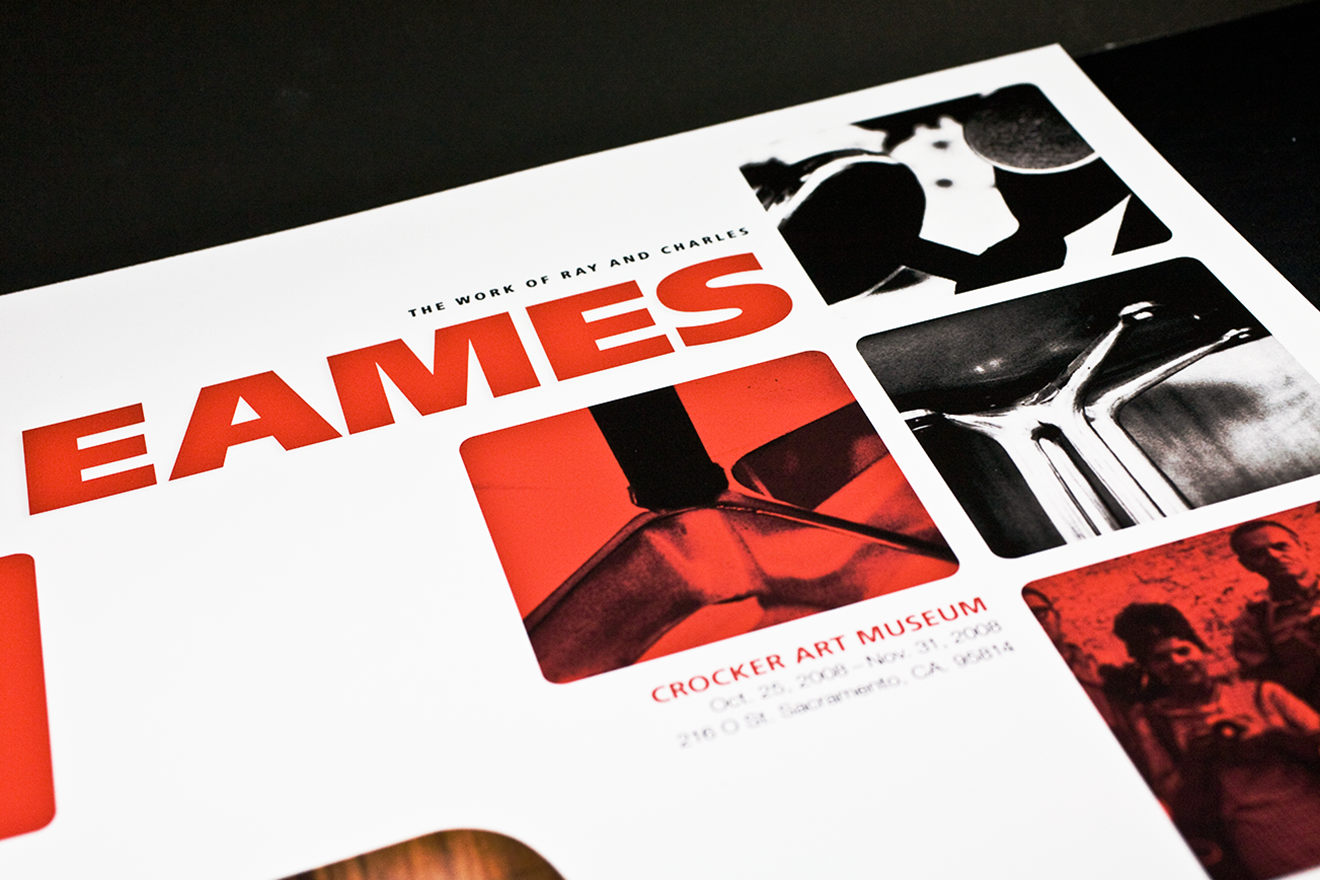 THE WORK OF RAY AND CHARLES
EAMES
CROCKER ART MUSEUM
Oct. 25, 2008–Nov. 31, 2008
216 O St. Sacramento, CA. 95814